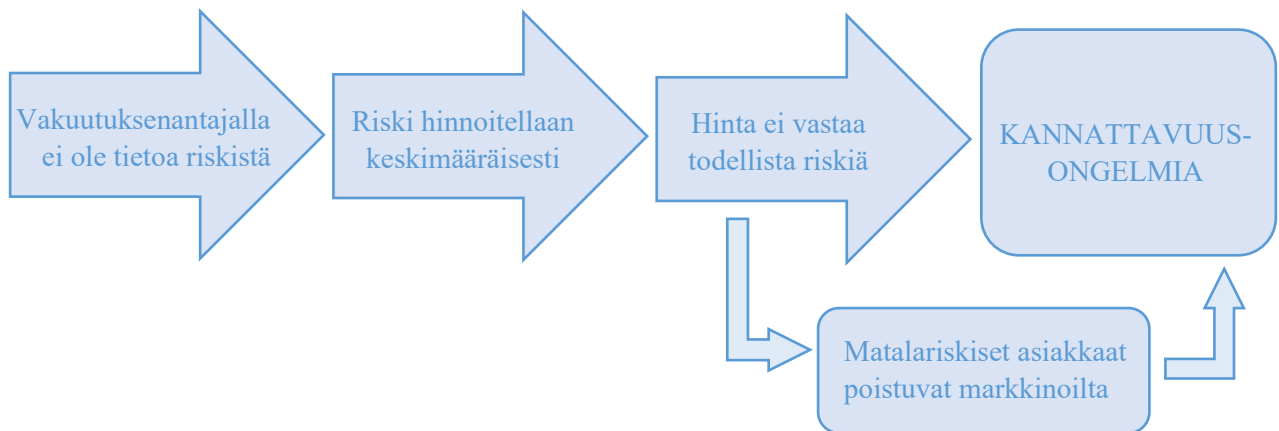 Vakuutuksenantajalla
ei ole tietoa riskistä
Riski hinnoitellaan
keskimääräisesti
Hinta ei vastaa
todellista riskiä
KANNATTAVUUS-
ONGELMIA
Matalariskiset asiakkaat
poistuvat markkinoilta